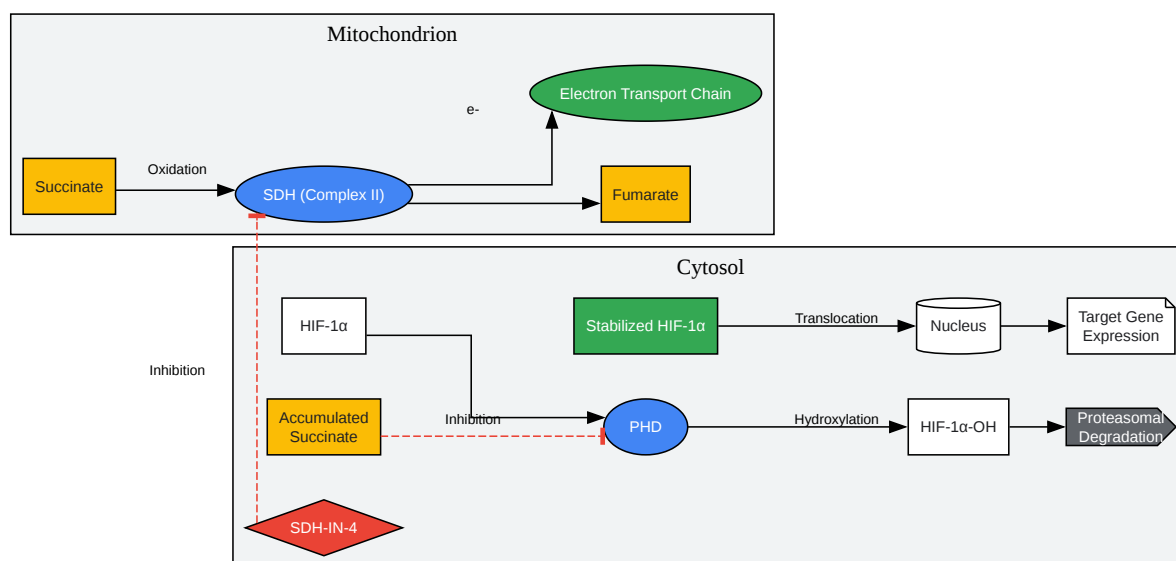 Mitochondrion
Electron Transport Chain
e-
Oxidation
Succinate
SDH (Complex II)
Fumarate
Cytosol
HIF-1α
Stabilized HIF-1α
Translocation
Nucleus
Target Gene
Expression
Inhibition
Accumulated
Succinate
Inhibition
PHD
Hydroxylation
HIF-1α-OH
Proteasomal
Degradation
SDH-IN-4